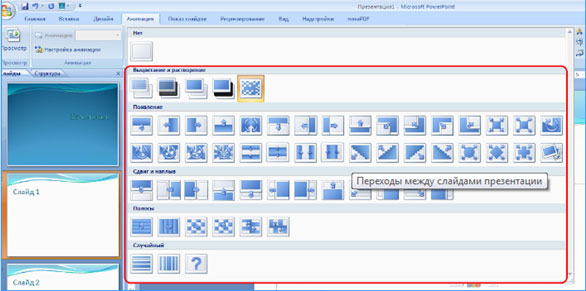 Презентация1 - Microsoft PowerPoint
Главная Вставка Дизайн Анимация Показ слайдов Рецензирование Вид Надстройки novaPDF
Просмотр
Просмотр
Анимация:
Настройка анимации
Анимация
слайды Структура
Нет
Выцветание и растворение
Появление
Сдвиг и наплыв
Переходы между слайдами презентации
Полосы
Случайный
Слайд 1
Слайд 2